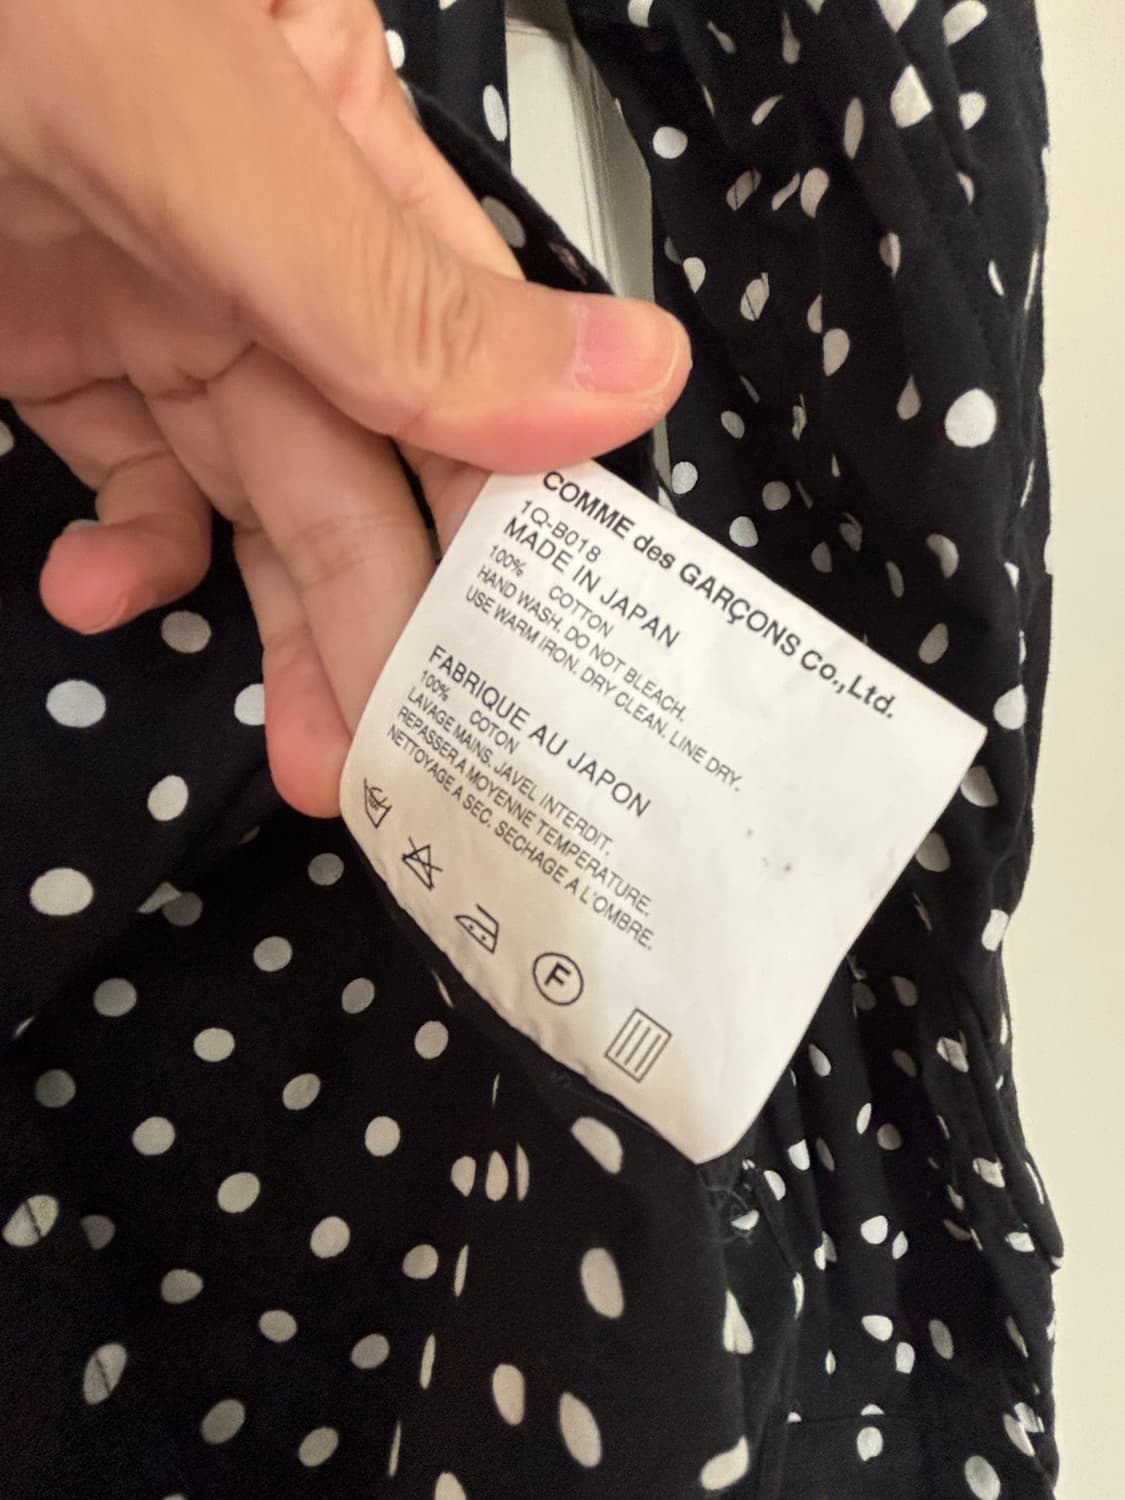 COMME des GARÇONS Co.,Ltd.
1Q-B018
MADE IN JAPAN
100% COTTON
HAND WASH. DO NOT BLEACH.
USE WARM IRON. DRY CLEAN. LINE DRY.
FABRIQUE AU JAPON
100% COTON
LAVAGE MAINS. JAVEL INTERDIT.
REPASSER A MOYENNE TEMPERATURE.
NETTOYAGE A SEC. SECHAGE A L'OMBRE.
F